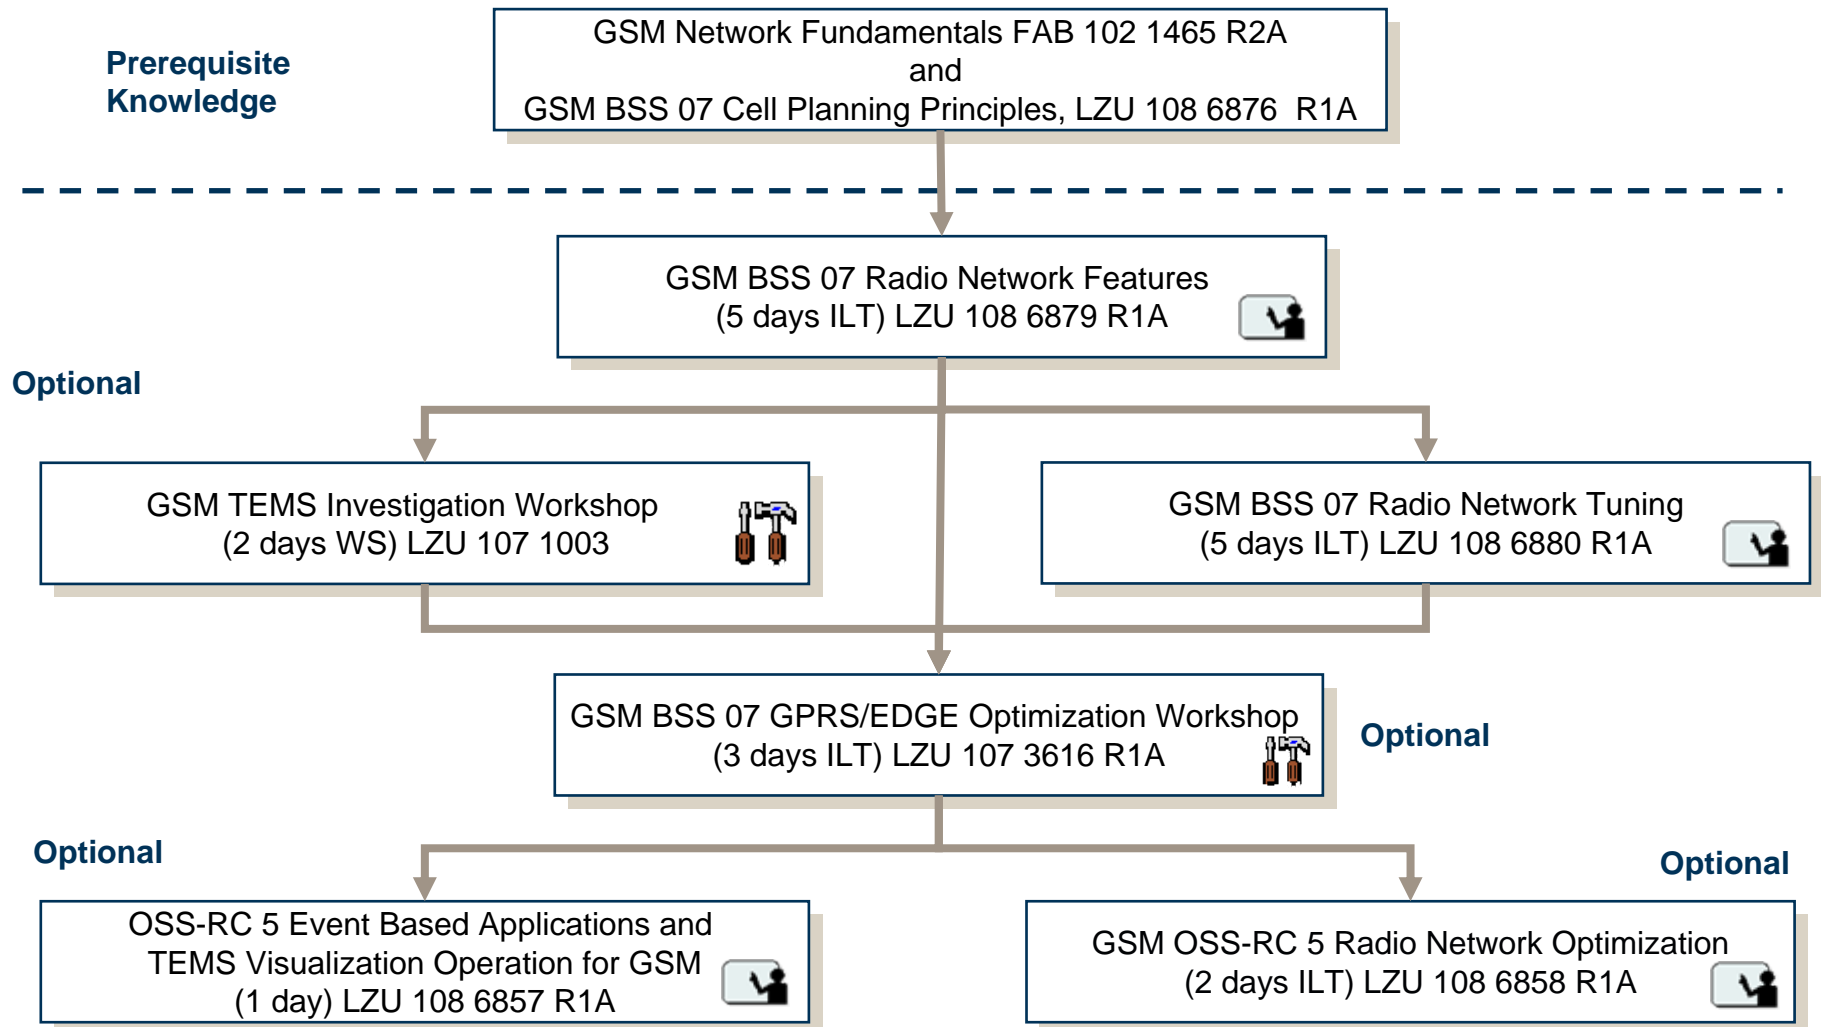 GSM Network Fundamentals FAB 102 1465 R2A
and
GSM BSS 07 Cell Planning Principles, LZU 108 6876  R1A
Prerequisite
Knowledge
GSM BSS 07 Radio Network Features
(5 days ILT) LZU 108 6879 R1A
Optional
GSM TEMS Investigation Workshop
(2 days WS) LZU 107 1003
GSM BSS 07 Radio Network Tuning
(5 days ILT) LZU 108 6880 R1A
GSM BSS 07 GPRS/EDGE Optimization Workshop
(3 days ILT) LZU 107 3616 R1A
Optional
Optional
OSS-RC 5 Event Based Applications and
TEMS Visualization Operation for GSM
(1 day) LZU 108 6857 R1A
Optional
GSM OSS-RC 5 Radio Network Optimization
(2 days ILT) LZU 108 6858 R1A